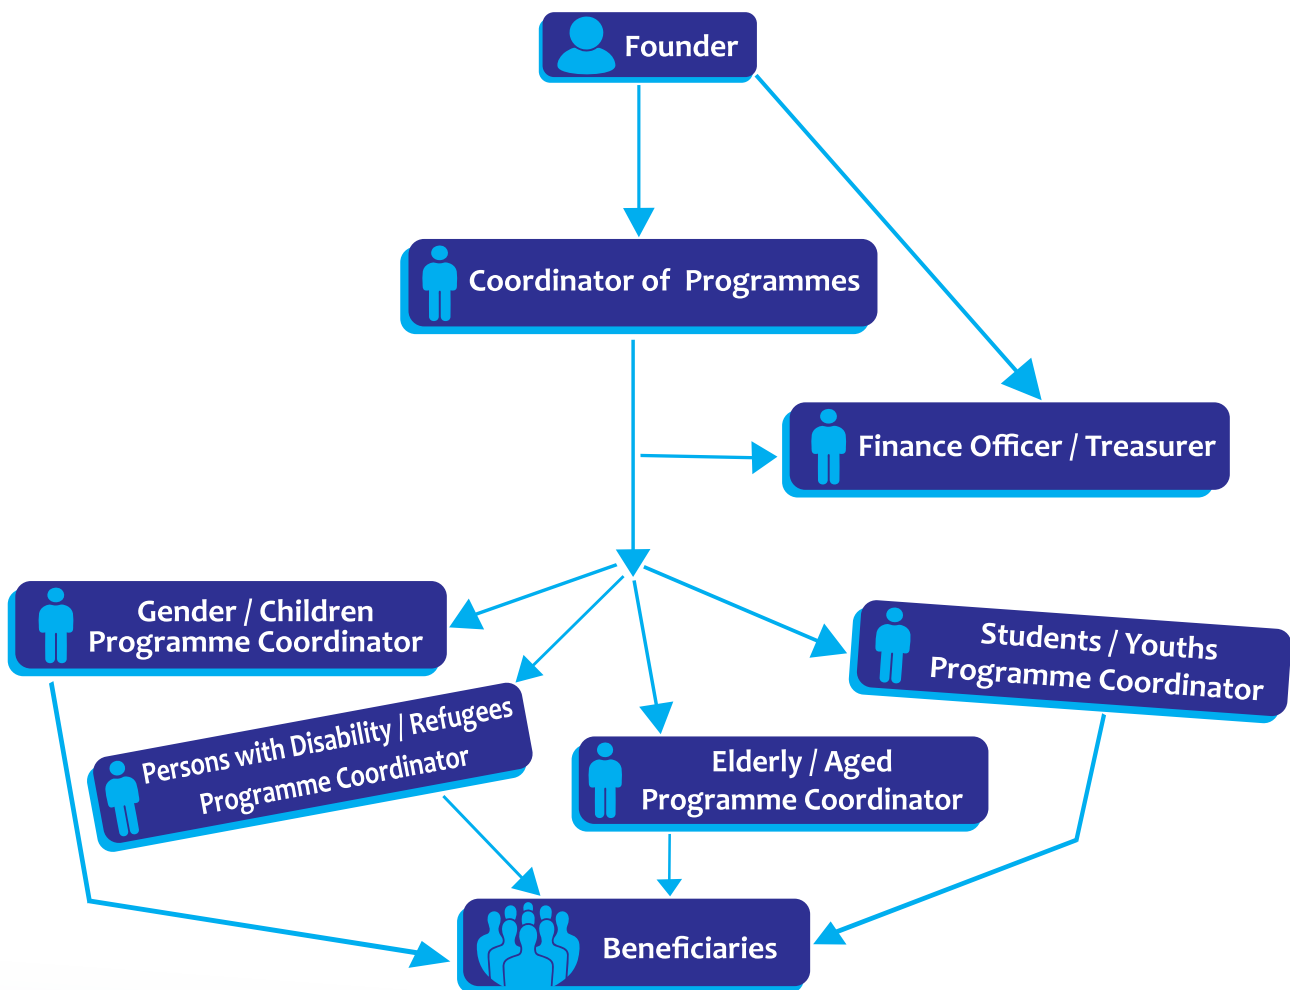 Founder
Coordinator of  Programmes
Finance Officer / Treasurer
Gender / Children
Programme Coordinator
Students / Youths
Programme Coordinator
Persons with Disability / Refugees
Programme Coordinator
Elderly / Aged
Programme Coordinator
Beneficiaries